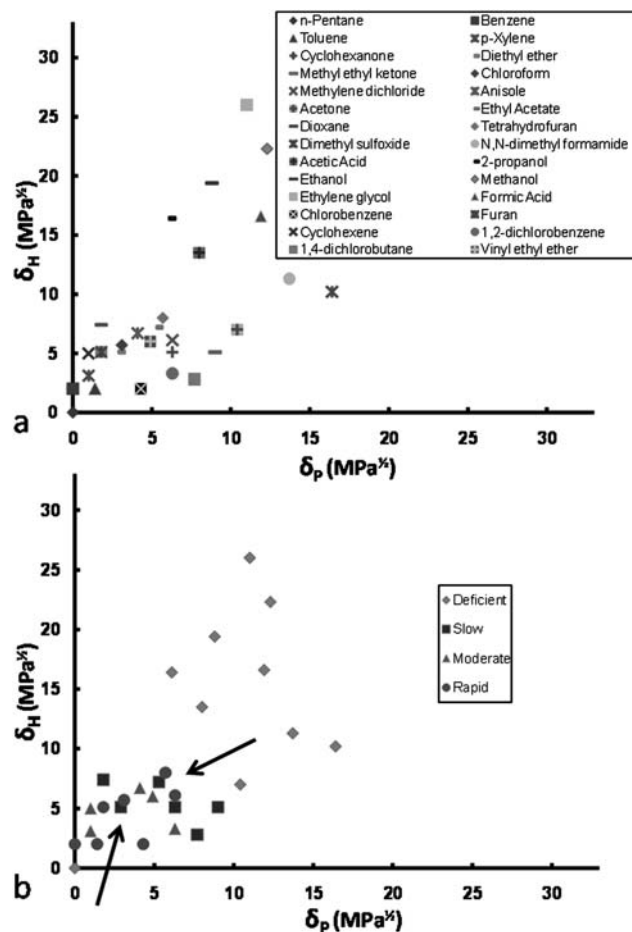 n-Pentane Benzene
Toluene p-Xylene
Cyclohexanone Diethyl ether
Methyl ethyl ketone Chloroform
Methylene dichloride Anisole
Acetone Ethyl Acetate
Dioxane Tetrahydrofuran
Dimethyl sulfoxide N,N-dimethyl formamide
Acetic Acid 2-propanol
Ethanol Methanol
Ethylene glycol Formic Acid
Chlorobenzene Furan
Cyclohexene 1,2-dichlorobenzene
1,4-dichlorobutane Vinyl ethyl ether
30
25
20
15
10
5
0
δH (MPa½)
0 5 10 15 20 25 30
a
δP (MPa½)
30
25
20
15
10
5
0
δH (MPa½)
Deficient
Slow
Moderate
Rapid
0 5 10 15 20 25 30
b
δP (MPa½)